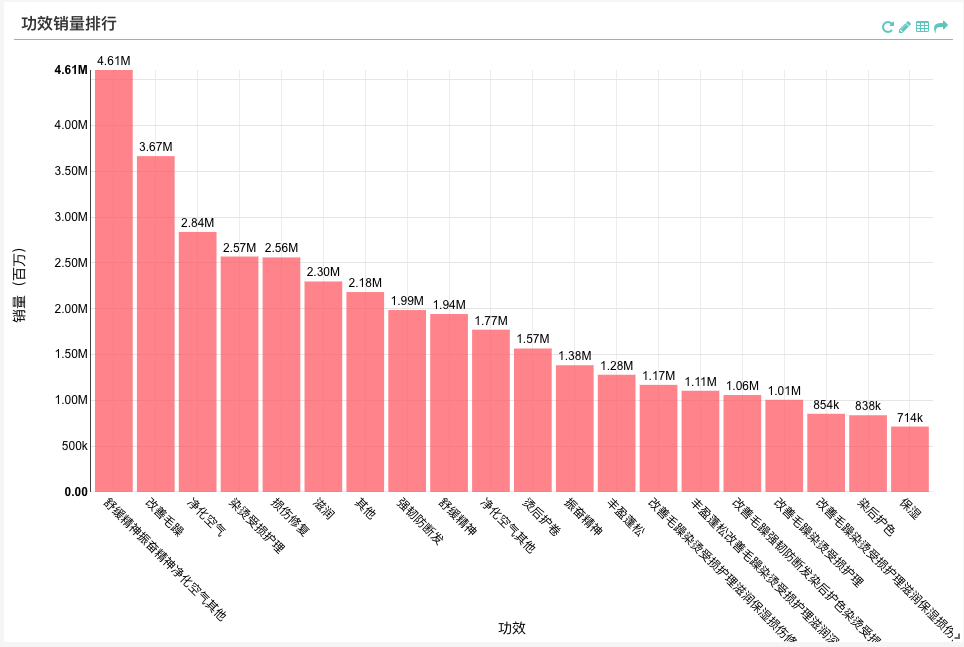 功效销量排行
4.61M
4.00M
3.50M
3.00M
2.50M
2.00M
1.50M
1.00M
500k
0.00
销量（百万）
4.61M
3.67M
2.84M
2.57M
2.56M
2.30M
2.18M
1.99M
1.94M
1.77M
1.57M
1.38M
1.28M
1.17M
1.11M
1.06M
1.01M
854k
838k
714k
舒缓精神振奋精神净化空气其他
改善毛躁
净化空气
染烫受损护理
损伤修复
滋润
其他
强韧防断发
舒缓精神
净化空气其他
烫后护卷
振奋精神
丰盈蓬松
改善毛躁染烫受损护理滋润保湿损伤修
丰盈蓬松改善毛躁染烫受损护理滋润深
改善毛躁强韧防断发染后护色染烫受损
改善毛躁染烫受损护理
改善毛躁染烫受损护理滋润保湿损伤
染后护色
保湿
功效